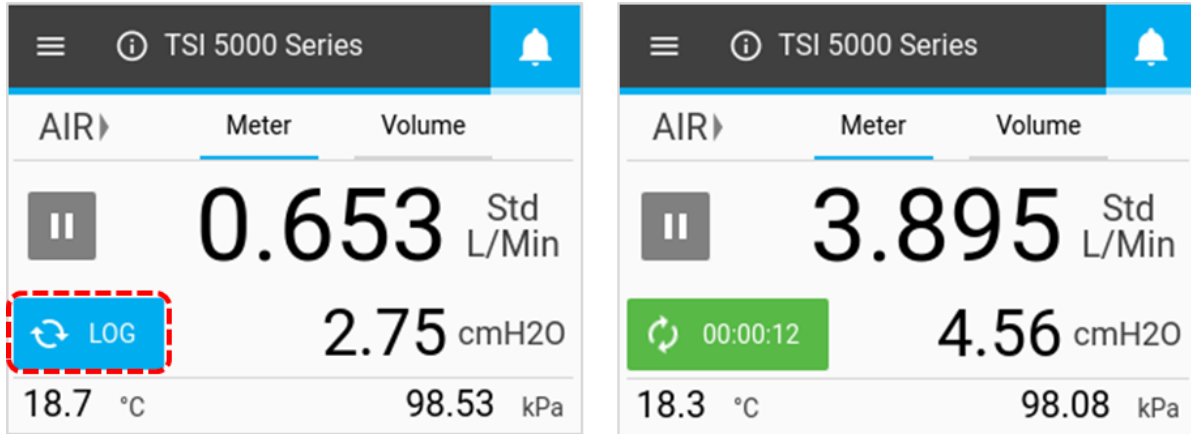 TSI 5000 Series
AIR Meter Volume
0.653 Std L/Min
LOG 2.75 cmH2O
18.7 °C 98.53 kPa
TSI 5000 Series
AIR Meter Volume
3.895 Std L/Min
00:00:12 4.56 cmH2O
18.3 °C 98.08 kPa